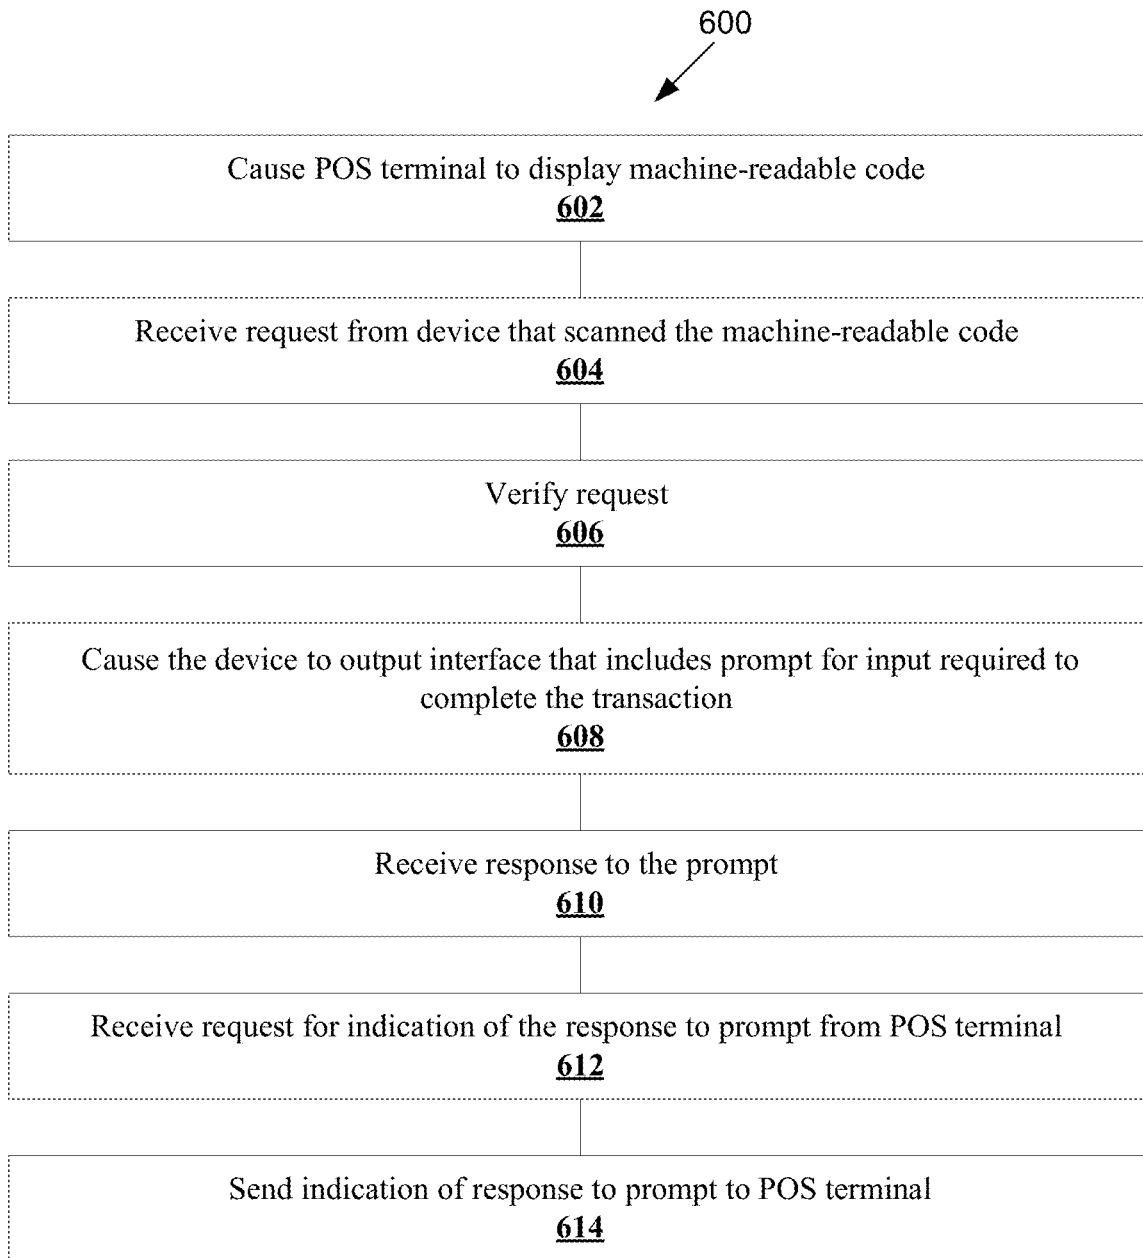 600
Cause POS terminal to display machine-readable code
602
Receive request from device that scanned the machine-readable code
604
Verify request
606
Cause the device to output interface that includes prompt for input required to
complete the transaction
608
Receive response to the prompt
610
Receive request for indication of the response to prompt from POS terminal
612
Send indication of response to prompt to POS terminal
614